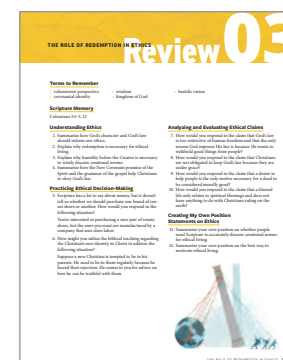 THE ROLE OF REDEMPTION IN ETHICS
Review 03
Terms to Remember
• volunteerist perspective
• covenantal identity
• wisdom
• kingdom of God
• beatific vision
Scripture Memory
Colossians 3:1–3, 12
Understanding Ethics
1. Summarize how God's character and God's
law should inform our ethics.
2. Explain why redemption is necessary for ethical
living.
3. Explain why humility before the Creator is necessary
to wisely discern creational norms.
4. Summarize how the New Covenant promise of the
Spirit and the grammar of the gospel help Christians
to obey God's law.
Practicing Ethical Decision-Making
5. Scripture has a lot to say about money, but it doesn't
tell us whether we should purchase one brand of ten-
nis shoes or another. How would you respond in the
following situation?
You're interested in purchasing a new pair of tennis
shoes, but the ones you want are manufactured by a
company that uses slave labor.
6. How might you utilize the biblical teaching regarding
the Christian's new identity in Christ to address the
following situation?
Suppose a new Christian is tempted to lie to his
parents. He used to lie to them regularly because he
feared their rejection. He comes to you for advice on
how he can be truthful with them.
Analyzing and Evaluating Ethical Claims
7. How would you respond to the claim that God's law
is too restrictive of human freedom and that the only
reason God imposes His law is because He wants to
withhold good things from people?
8. How would you respond to the claim that Christians
are not obligated to keep God's law because they are
under grace?
9. How would you respond to the claim that a desire to
help people is the only motive necessary for a deed to
be considered morally good?
10. How would you respond to the claim that a blessed
life only relates to spiritual blessings and does not
have anything to do with Christians caring on the
earth?
Creating My Own Position
Statements on Ethics
11. Summarize your own position on whether people
need Scripture to accurately discern creational norms
for ethical living.
12. Summarize your own position on the best way to
motivate ethical living.
THE ROLE OF REDEMPTION IN ETHICS